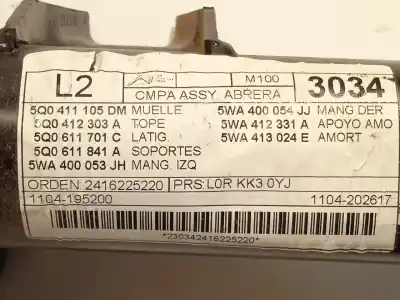 L2
M100
3034
CMPA ASSY. ABRERA
5Q0 411 105 DM MUELLE
5WA 400 054 JJ MANG DER
5Q0 412 303 A TOPE
5WA 412 331 A APOYO AMO
5Q0 611 701 C LATIG.
5WA 413 024 E AMORT
5Q0 611 841 A SOPORTES
5WA 400 053 JH MANG. IZQ
ORDEN: 2416225220
PRS: L0R KK3 0YJ
1104-195200
1104-202617
*230342416225220*